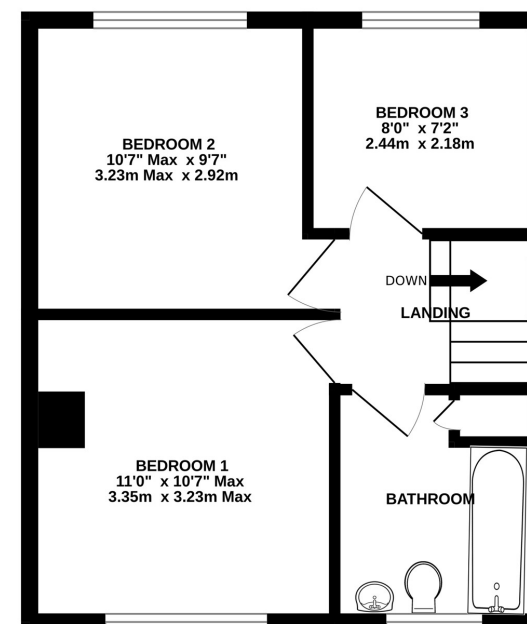 BEDROOM 2
10'7" Max x 9'7"
3.23m Max x 2.92m
BEDROOM 3
8'0" x 7'2"
2.44m x 2.18m
DOWN
LANDING
BEDROOM 1
11'0" x 10'7" Max
3.35m x 3.23m Max
BATHROOM